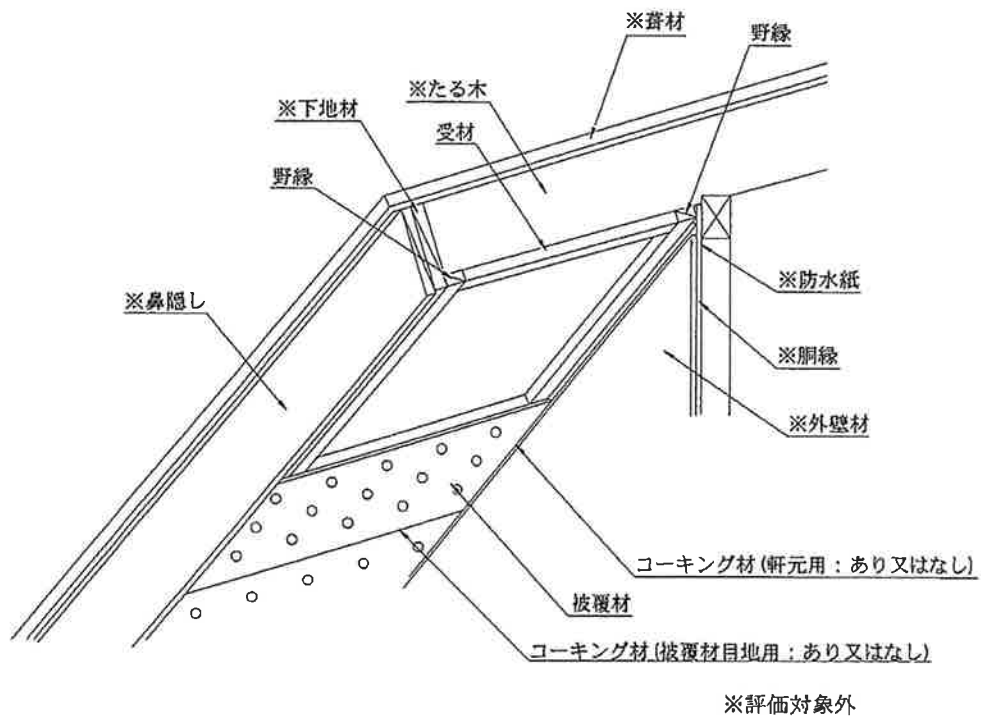 ※葺材
野縁
※たる木
※下地材
受材
野縁
※防水紙
※鼻隠し
※胴縁
※外壁材
コーキング材(軒元用：あり又はなし)
被覆材
コーキング材(被覆材目地用：あり又はなし)
※評価対象外